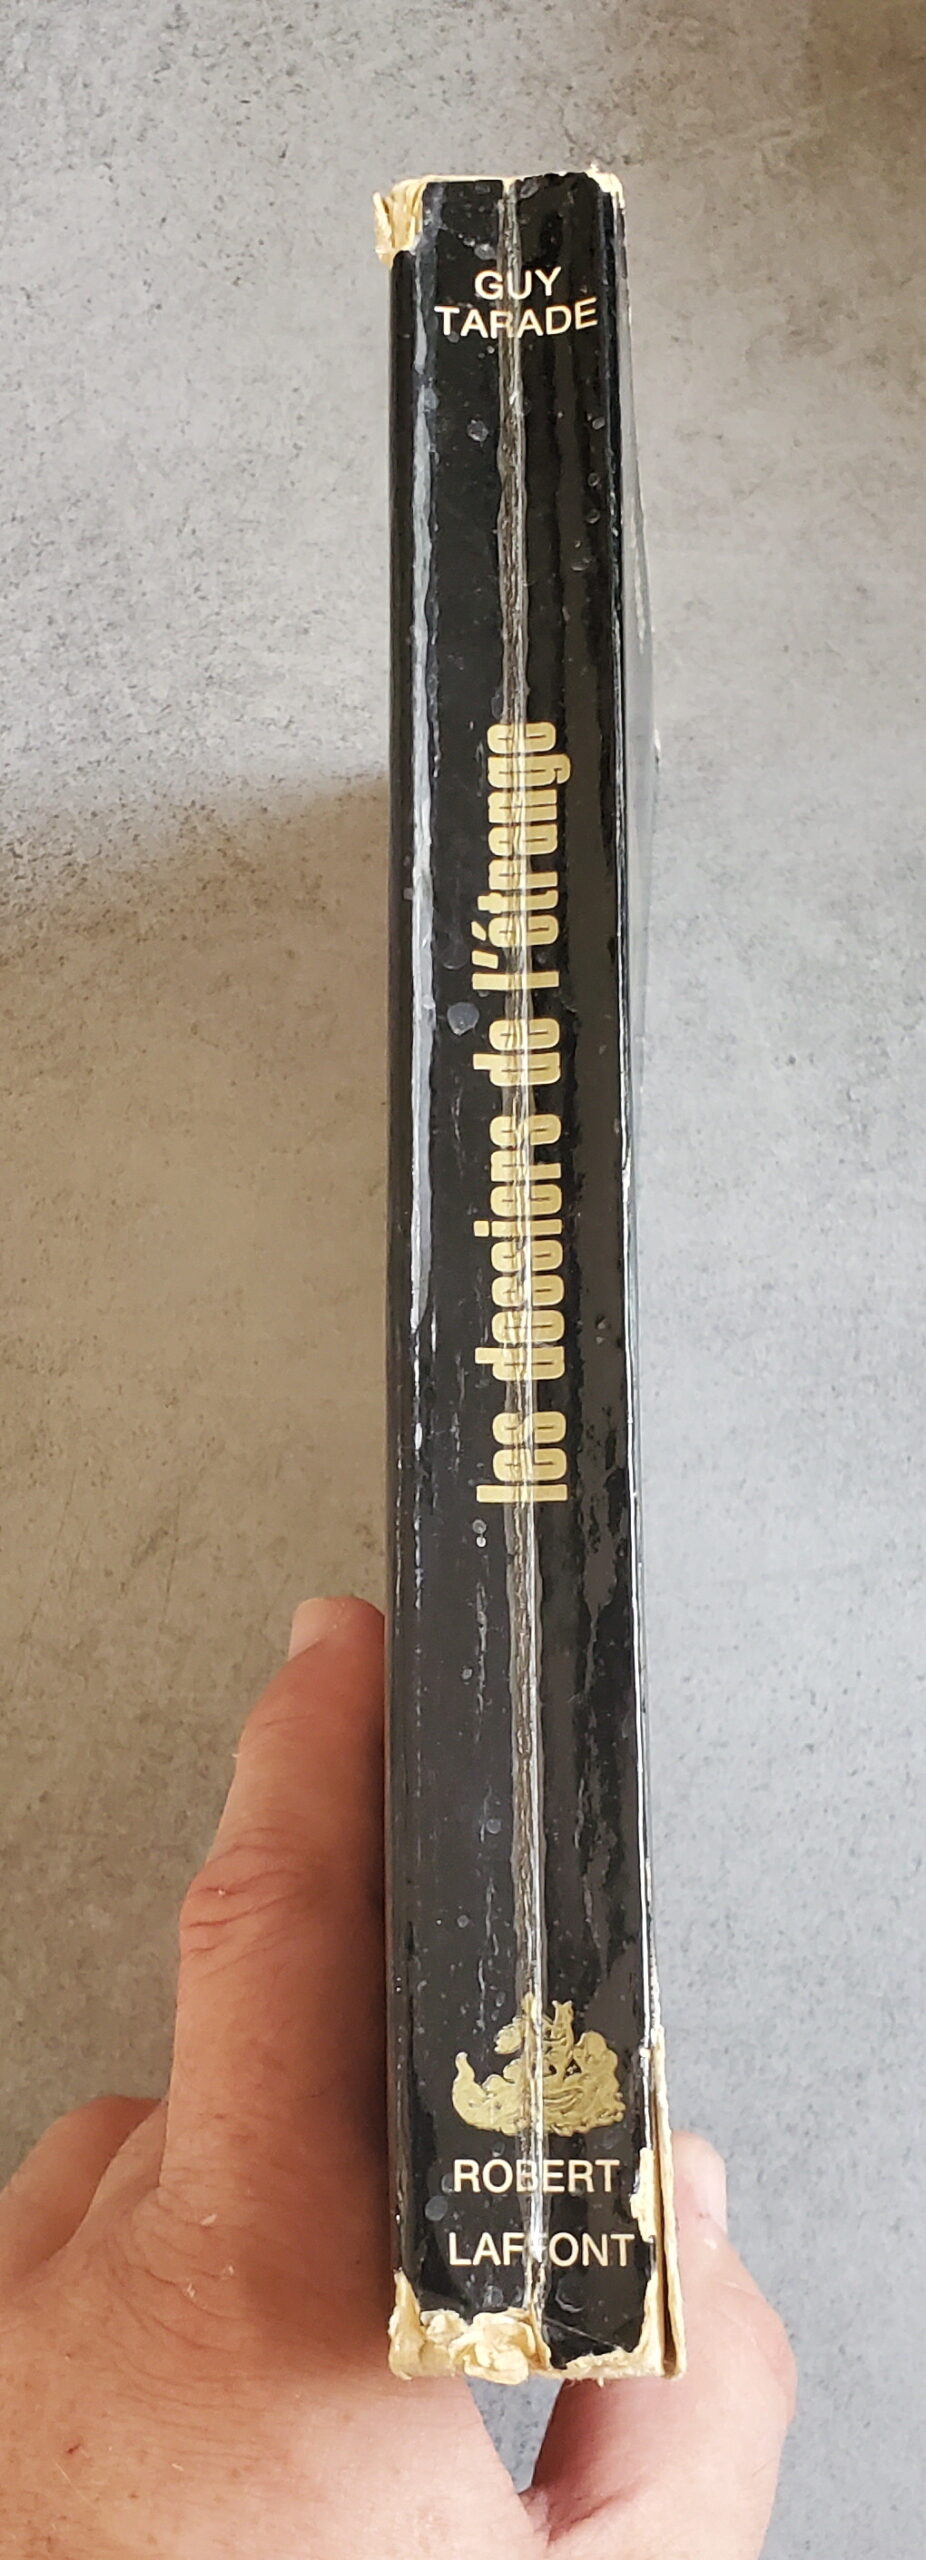 GUY
TARADE
les dossiers de l'étrange
ROBERT
LAFFONT